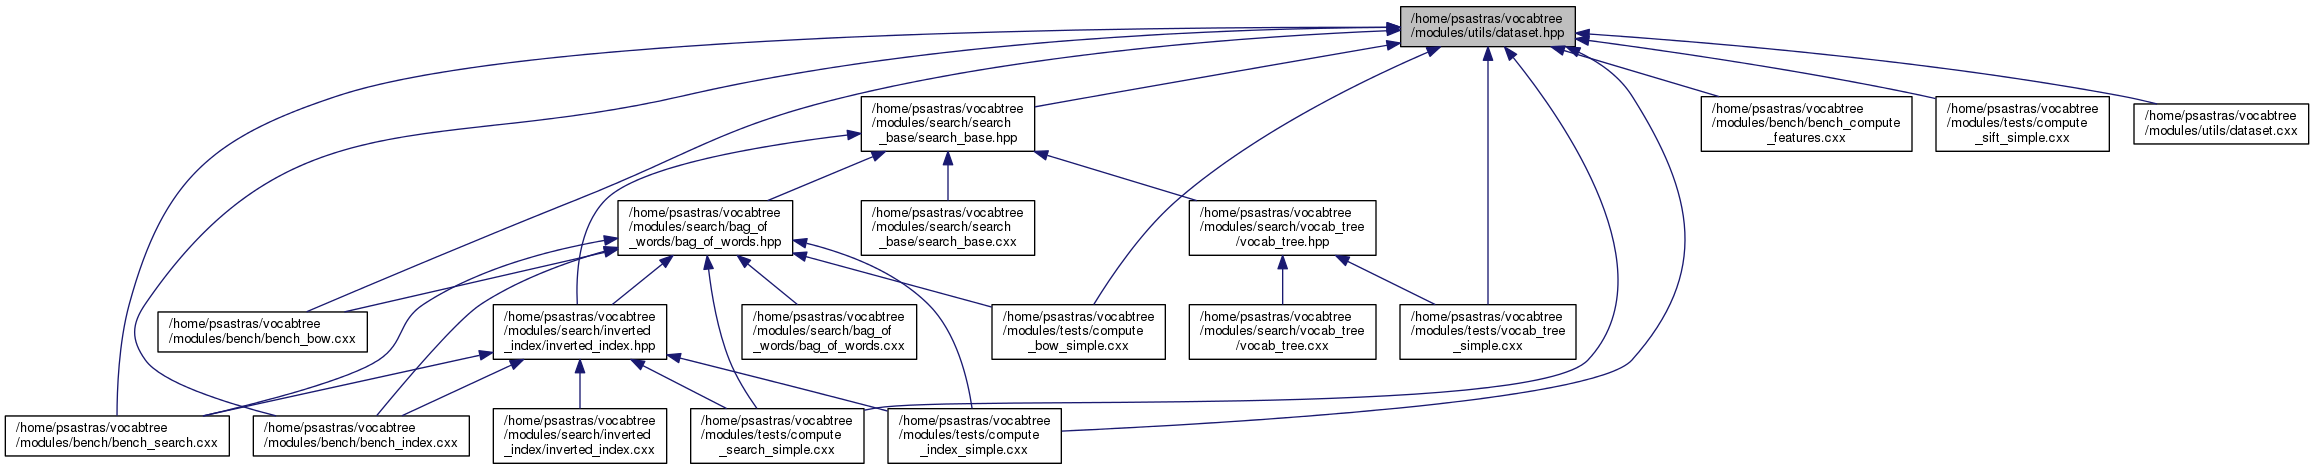 /home/psastras/vocabtree
/modules/utils/dataset.hpp
/home/psastras/vocabtree
/modules/search/search
_base/search_base.hpp
/home/psastras/vocabtree
/modules/bench/bench_compute
_features.cxx
/home/psastras/vocabtree
/modules/tests/compute
_sift_simple.cxx
/home/psastras/vocabtree
/modules/utils/dataset.cxx
/home/psastras/vocabtree
/modules/search/bag_of
_words/bag_of_words.hpp
/home/psastras/vocabtree
/modules/search/search
_base/search_base.cxx
/home/psastras/vocabtree
/modules/search/vocab_tree
/vocab_tree.hpp
/home/psastras/vocabtree
/modules/bench/bench_bow.cxx
/home/psastras/vocabtree
/modules/search/inverted
_index/inverted_index.hpp
/home/psastras/vocabtree
/modules/search/bag_of
_words/bag_of_words.cxx
/home/psastras/vocabtree
/modules/tests/compute
_bow_simple.cxx
/home/psastras/vocabtree
/modules/search/vocab_tree
/vocab_tree.cxx
/home/psastras/vocabtree
/modules/tests/vocab_tree
_simple.cxx
/home/psastras/vocabtree
/modules/bench/bench_search.cxx
/home/psastras/vocabtree
/modules/bench/bench_index.cxx
/home/psastras/vocabtree
/modules/search/inverted
_index/inverted_index.cxx
/home/psastras/vocabtree
/modules/tests/compute
_search_simple.cxx
/home/psastras/vocabtree
/modules/tests/compute
_index_simple.cxx